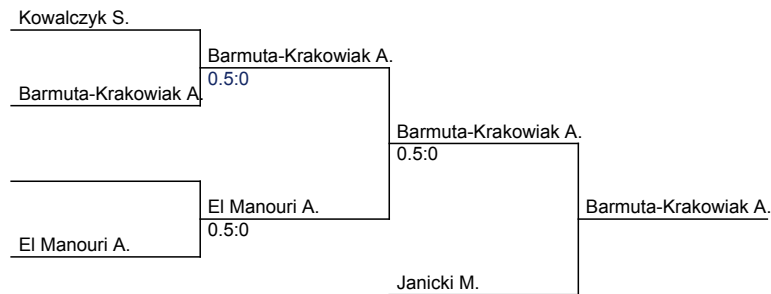 Kowalczyk S.
Barmuta-Krakowiak A.
0.5:0
Barmuta-Krakowiak A.
Barmuta-Krakowiak A.
0.5:0
El Manouri A.
0.5:0
Barmuta-Krakowiak A.
El Manouri A.
Janicki M.